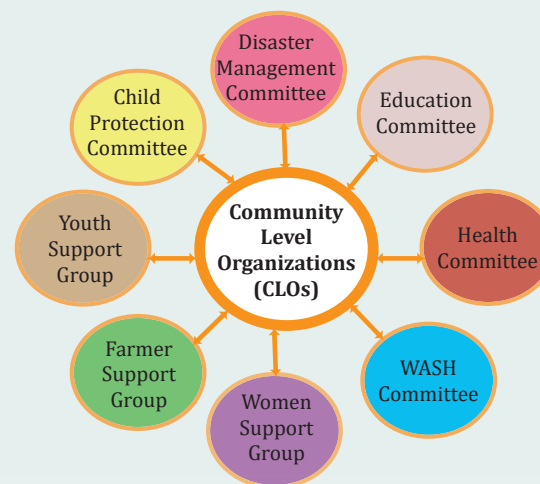 Disaster
Management
Committee
Education
Committee
Health
Committee
WASH
Committee
Women
Support
Group
Farmer
Support
Group
Youth
Support
Group
Child
Protection
Committee
Community
Level
Organizations
(CLOs)